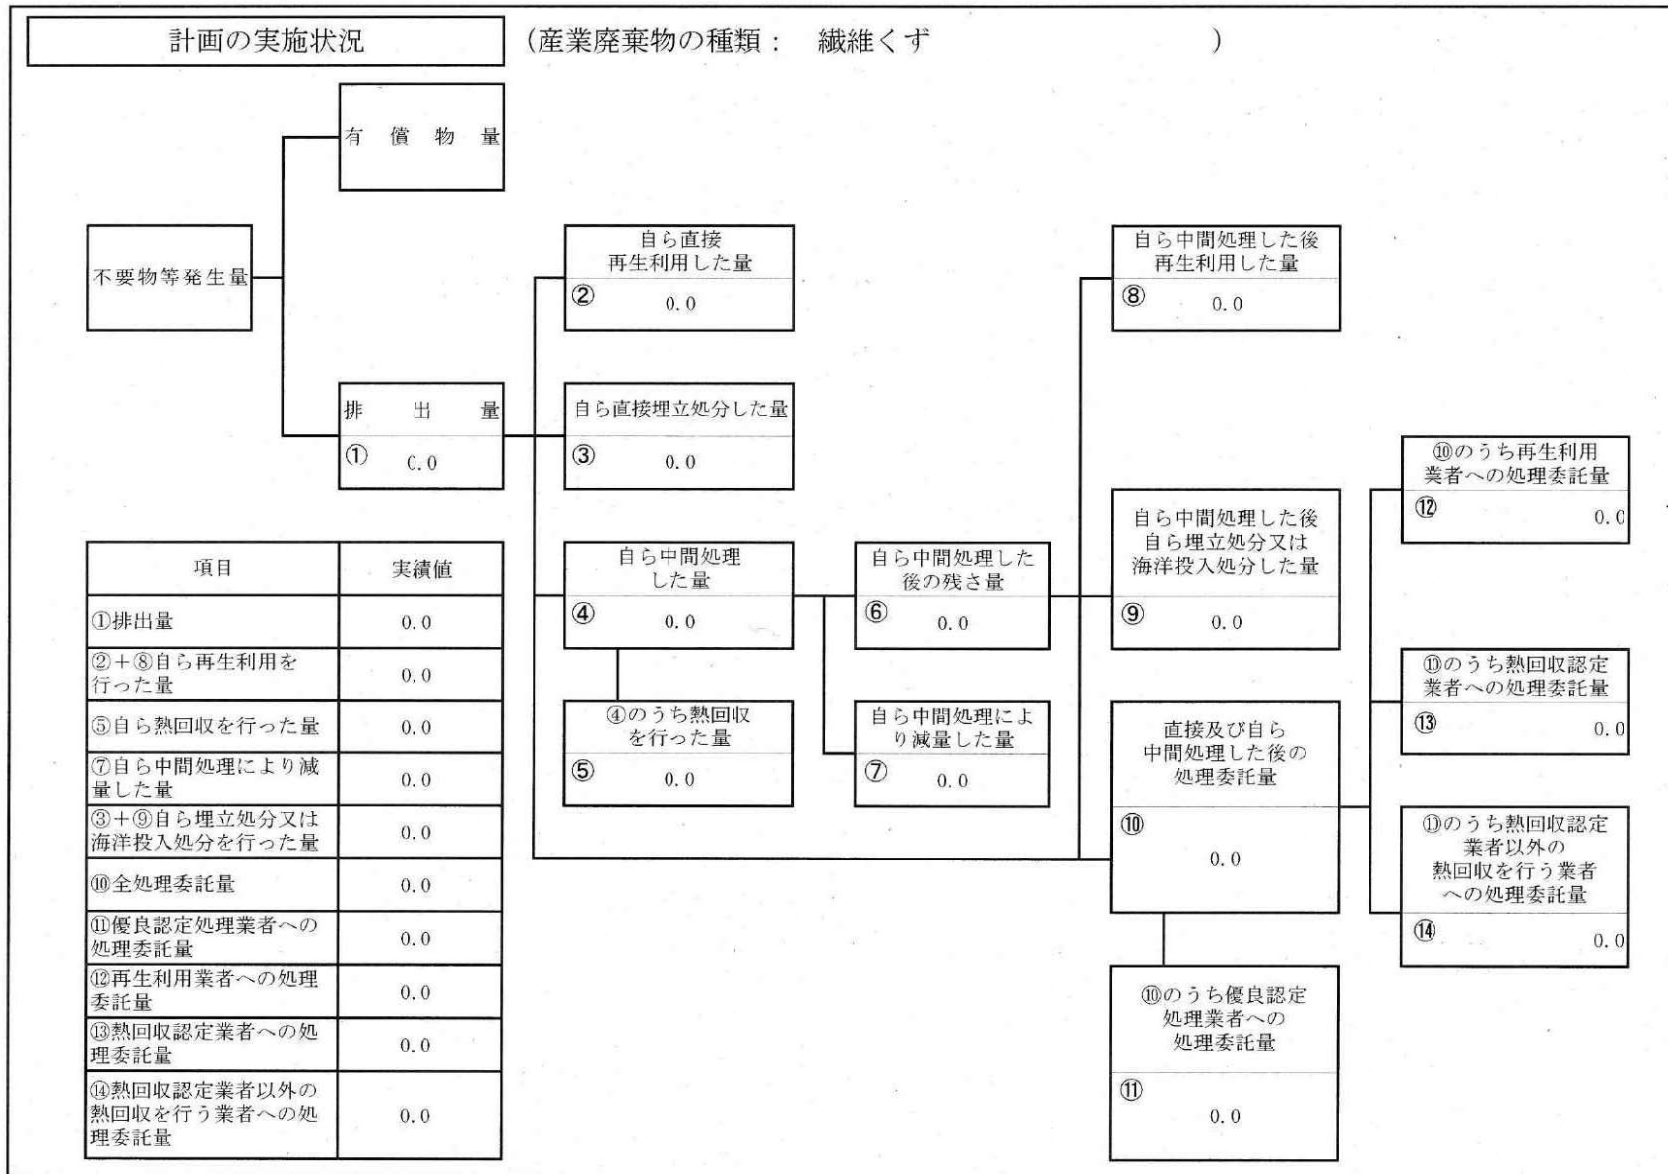 計画の実施状況
(産業廃棄物の種類： 繊維くず )
有償物量
不要物等発生量
排出量
① 0.0
自ら直接
再生利用した量
② 0.0
自ら直接埋立処分した量
③ 0.0
自ら中間処理
した量
④ 0.0
④のうち熱回収
を行った量
⑤ 0.0
自ら中間処理した
後の残さ量
⑥ 0.0
自ら中間処理によ
り減量した量
⑦ 0.0
自ら中間処理した後
再生利用した量
⑧ 0.0
自ら中間処理した後
自ら埋立処分又は
海洋投入処分した量
⑨ 0.0
直接及び自ら
中間処理した後の
処理委託量
⑩
0.0
⑩のうち優良認定
処理業者への
処理委託量
⑪
0.0
⑩のうち再生利用
業者への処理委託量
⑫ 0.0
⑩のうち熱回収認定
業者への処理委託量
⑬ 0.0
⑩のうち熱回収認定
業者以外の
熱回収を行う業者
への処理委託量
⑭ 0.0
項目 実績値
①排出量 0.0
②＋⑧自ら再生利用を
行った量 0.0
⑤自ら熱回収を行った量 0.0
⑦自ら中間処理により減
量した量 0.0
③＋⑨自ら埋立処分又は
海洋投入処分を行った量 0.0
⑩全処理委託量 0.0
⑪優良認定処理業者への
処理委託量 0.0
⑫再生利用業者への処理
委託量 0.0
⑬熱回収認定業者への処
理委託量 0.0
⑭熱回収認定業者以外の
熱回収を行う業者への処
理委託量 0.0